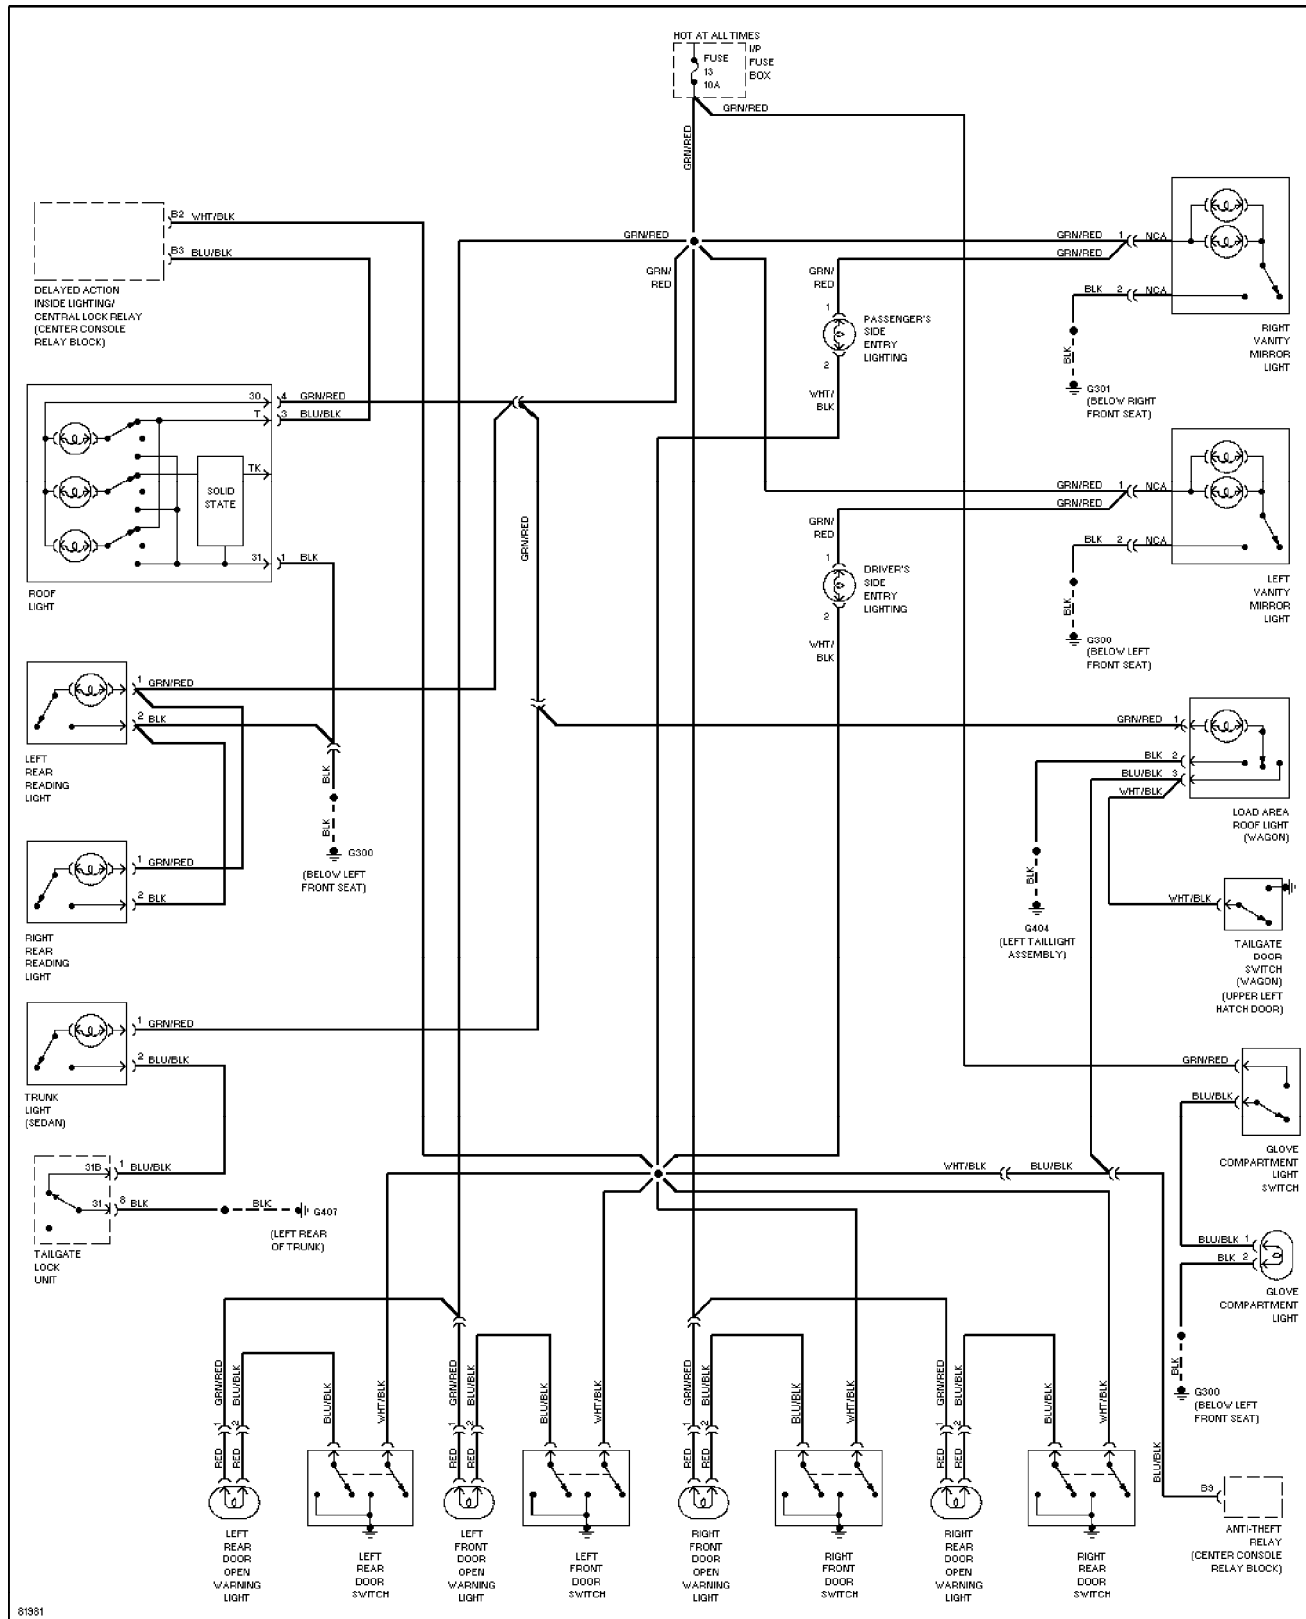 HOT AT ALL TIMES
I/P
FUSE
BOX
FUSE
13
10A
GRN/RED
GRN/RED
B2 WHT/BLK
B3 BLU/BLK
DELAYED ACTION
INSIDE LIGHTING/
CENTRAL LOCK RELAY
(CENTER CONSOLE
RELAY BLOCK)
GRN/RED
GRN/
RED
GRN/RED 1 NCA
GRN/RED
GRN/
RED
1
PASSENGER'S
SIDE
ENTRY
LIGHTING
2
WHT/
BLK
BLK 2 NCA
RIGHT
VANITY
MIRROR
LIGHT
BLK
G301
(BELOW RIGHT
FRONT SEAT)
30 4 GRN/RED
T 3 BLU/BLK
TK
SOLID
STATE
31 1 BLK
ROOF
LIGHT
GRN/RED
GRN/RED 1 NCA
GRN/RED
GRN/
RED
1
DRIVER'S
SIDE
ENTRY
LIGHTING
2
WHT/
BLK
BLK 2 NCA
LEFT
VANITY
MIRROR
LIGHT
BLK
G300
(BELOW LEFT
FRONT SEAT)
1 GRN/RED
2 BLK
LEFT
REAR
READING
LIGHT
BLK
BLK
G300
(BELOW LEFT
FRONT SEAT)
1 GRN/RED
2 BLK
RIGHT
REAR
READING
LIGHT
GRN/RED 1
BLK 2
BLU/BLK 3
WHT/BLK
LOAD AREA
ROOF LIGHT
(WAGON)
BLK
G404
(LEFT TAILLIGHT
ASSEMBLY)
WHT/BLK
TAILGATE
DOOR
SWITCH
(WAGON)
(UPPER LEFT
HATCH DOOR)
1 GRN/RED
2 BLU/BLK
TRUNK
LIGHT
(SEDAN)
31B 1 BLU/BLK
31 8 BLK
BLK
G407
(LEFT REAR
OF TRUNK)
TAILGATE
LOCK
UNIT
WHT/BLK
BLU/BLK
GRN/RED
BLU/BLK
GLOVE
COMPARTMENT
LIGHT
SWITCH
BLU/BLK 1
BLK 2
GLOVE
COMPARTMENT
LIGHT
BLK
G300
(BELOW LEFT
FRONT SEAT)
GRN/RED
BLU/BLK
BLU/BLK
WHT/BLK
GRN/RED
BLU/BLK
BLU/BLK
WHT/BLK
GRN/RED
BLU/BLK
BLU/BLK
WHT/BLK
GRN/RED
BLU/BLK
BLU/BLK
WHT/BLK
BLU/BLK
1 2
1 2
1 2
1 2
RED RED
RED RED
RED RED
RED RED
B9
ANTI-THEFT
RELAY
(CENTER CONSOLE
RELAY BLOCK)
LEFT
REAR
DOOR
OPEN
WARNING
LIGHT
LEFT
REAR
DOOR
SWITCH
LEFT
FRONT
DOOR
OPEN
WARNING
LIGHT
LEFT
FRONT
DOOR
SWITCH
RIGHT
FRONT
DOOR
OPEN
WARNING
LIGHT
RIGHT
FRONT
DOOR
SWITCH
RIGHT
REAR
DOOR
OPEN
WARNING
LIGHT
RIGHT
REAR
DOOR
SWITCH
81981